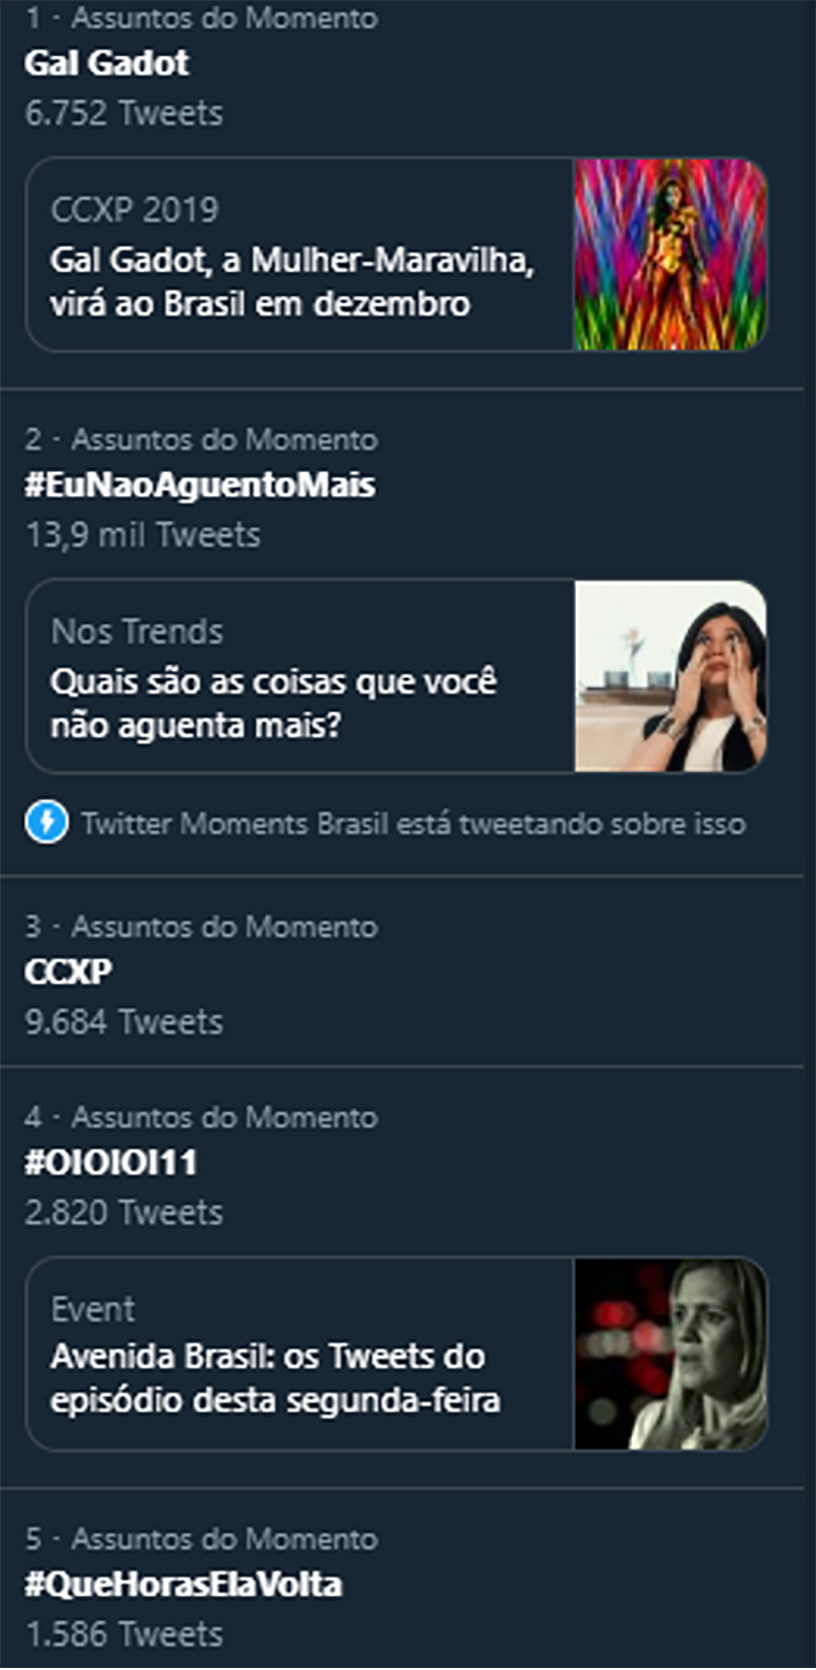 1 · Assuntos do Momento
Gal Gadot
6.752 Tweets
CCXP 2019
Gal Gadot, a Mulher-Maravilha,
virá ao Brasil em dezembro
2 · Assuntos do Momento
#EuNaoAguentoMais
13,9 mil Tweets
Nos Trends
Quais são as coisas que você
não aguenta mais?
Twitter Moments Brasil está tweetando sobre isso
3 · Assuntos do Momento
CCXP
9.684 Tweets
4 · Assuntos do Momento
#OIOIOI11
2.820 Tweets
Event
Avenida Brasil: os Tweets do
episódio desta segunda-feira
5 · Assuntos do Momento
#QueHorasElaVolta
1.586 Tweets